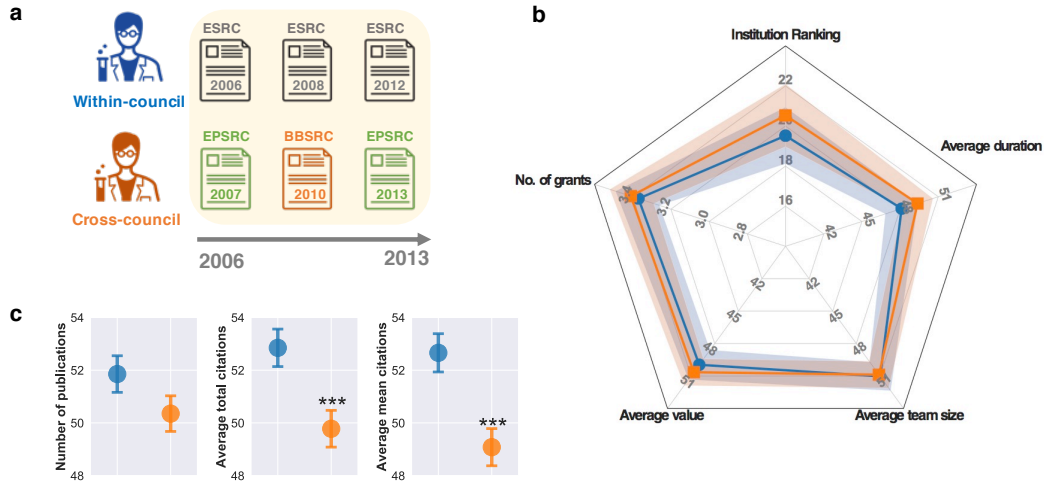 a
ESRC ESRC ESRC
2006 2008 2012
Within-council
EPSRC BBSRC EPSRC
2007 2010 2013
Cross-council
2006 2013
b
Institution Ranking
22
18
16
Average duration
51
45
42
No. of grants
3.2
3.0
2.8
42
45
48
51
Average value
42
45
48
51
Average team size
c
54
52
50
48
Number of publications
54
52
50
48
Average total citations
***
54
52
50
48
Average mean citations
***